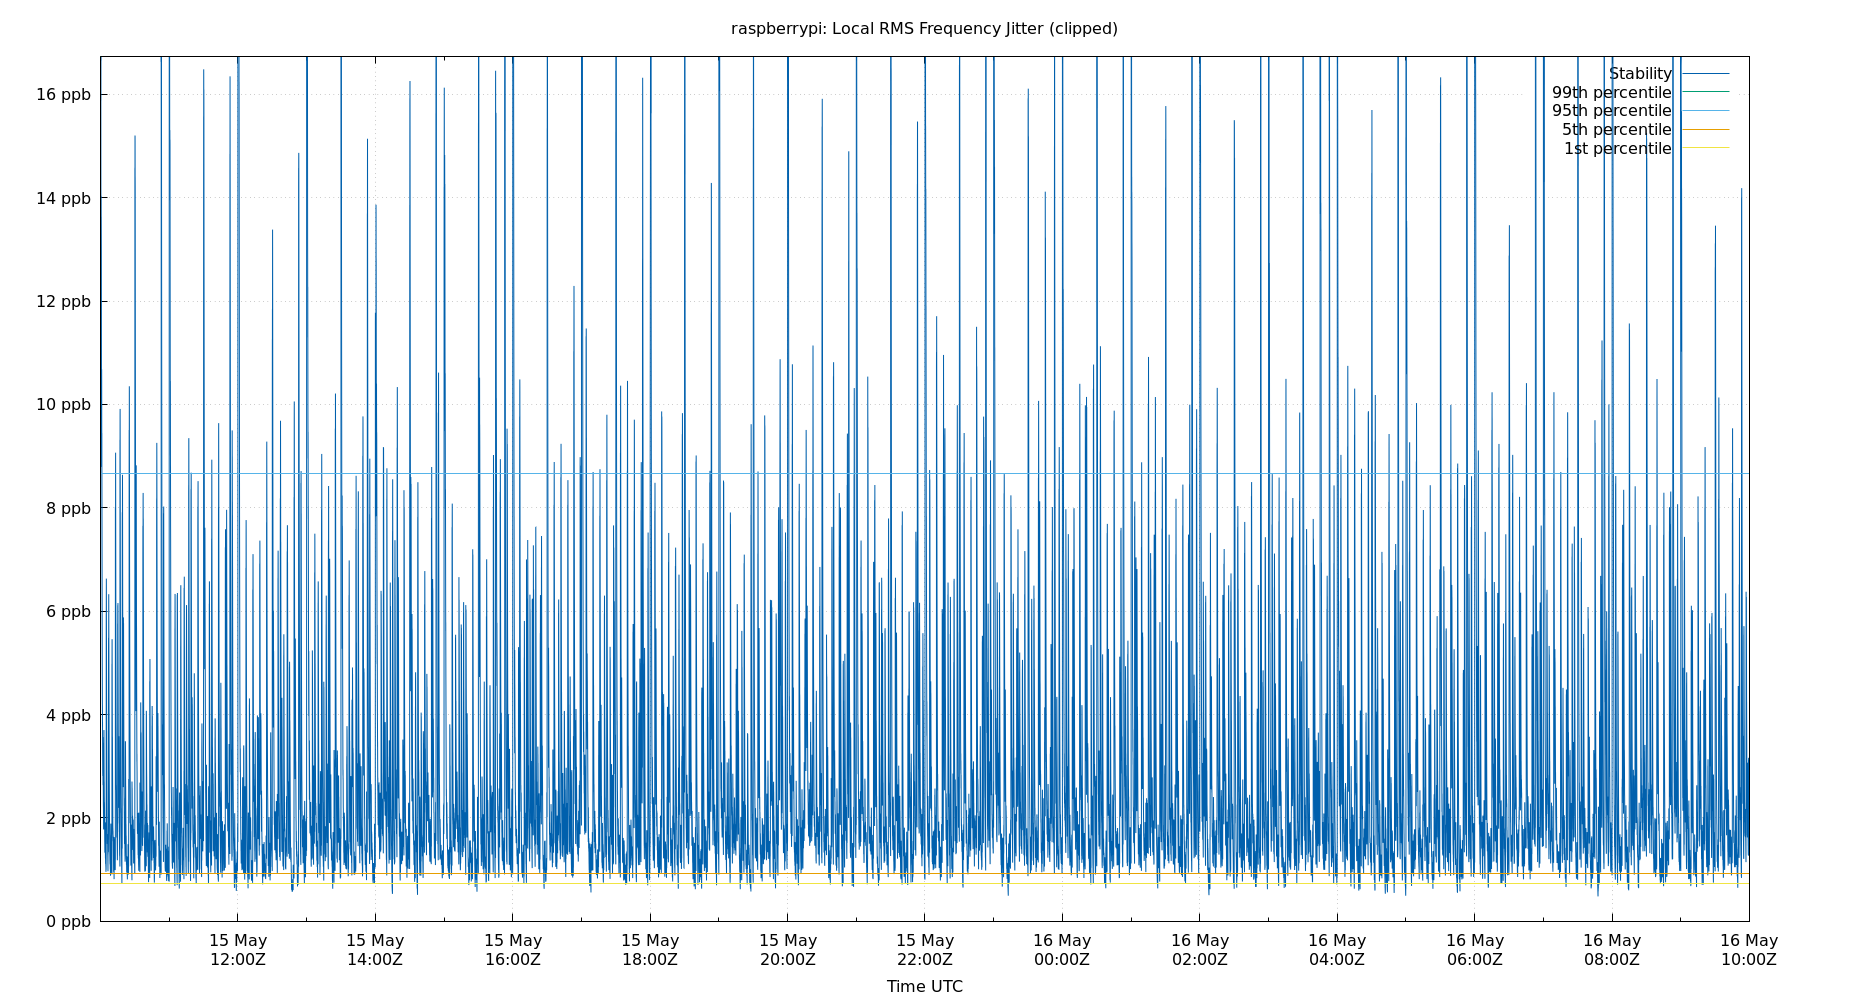 raspberrypi: Local RMS Frequency Jitter (clipped)
Stability
99th percentile
95th percentile
5th percentile
1st percentile
16 ppb
14 ppb
12 ppb
10 ppb
8 ppb
6 ppb
4 ppb
2 ppb
0 ppb
15 May 15 May 15 May 15 May 15 May 15 May 16 May 16 May 16 May 16 May 16 May 16 May
12:00Z 14:00Z 16:00Z 18:00Z 20:00Z 22:00Z 00:00Z 02:00Z 04:00Z 06:00Z 08:00Z 10:00Z
Time UTC